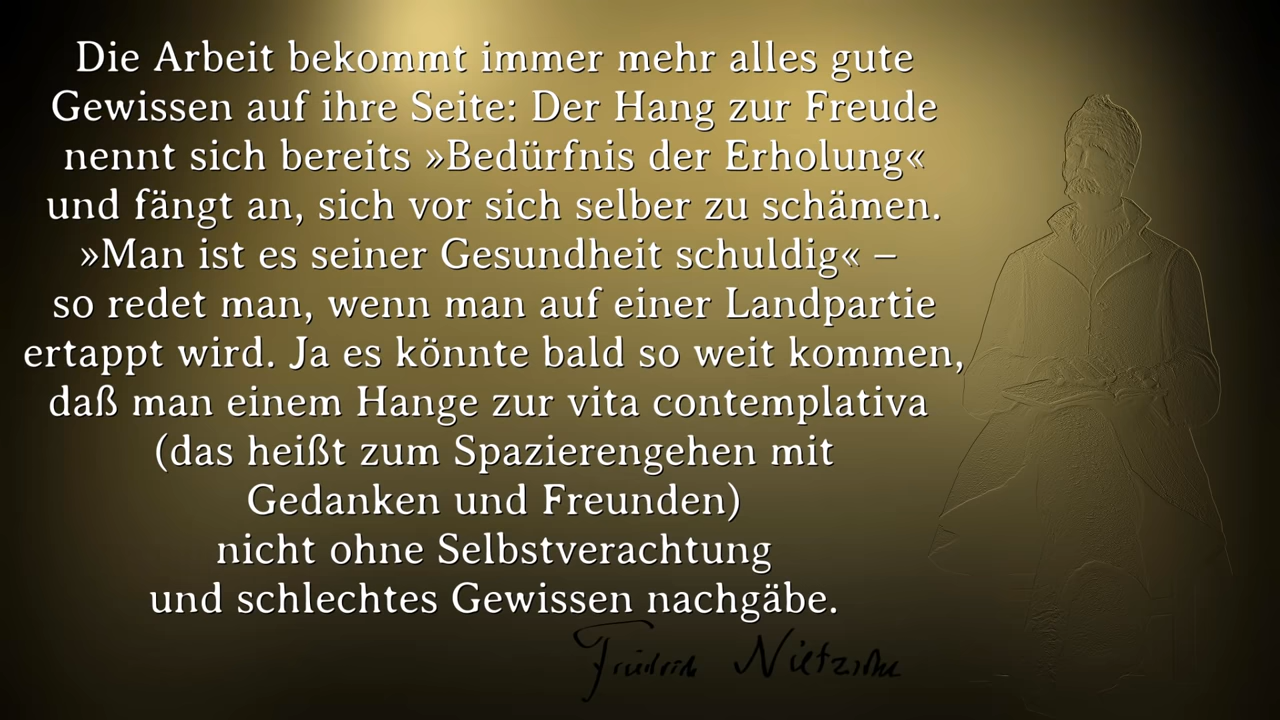 Die Arbeit bekommt immer mehr alles gute
Gewissen auf ihre Seite: Der Hang zur Freude
nennt sich bereits »Bedürfnis der Erholung«
und fängt an, sich vor sich selber zu schämen.
»Man ist es seiner Gesundheit schuldig« –
so redet man, wenn man auf einer Landpartie
ertappt wird. Ja es könnte bald so weit kommen,
daß man einem Hange zur vita contemplativa
(das heißt zum Spazierengehen mit
Gedanken und Freunden)
nicht ohne Selbstverachtung
und schlechtes Gewissen nachgäbe.
Friedrich Nietzsche